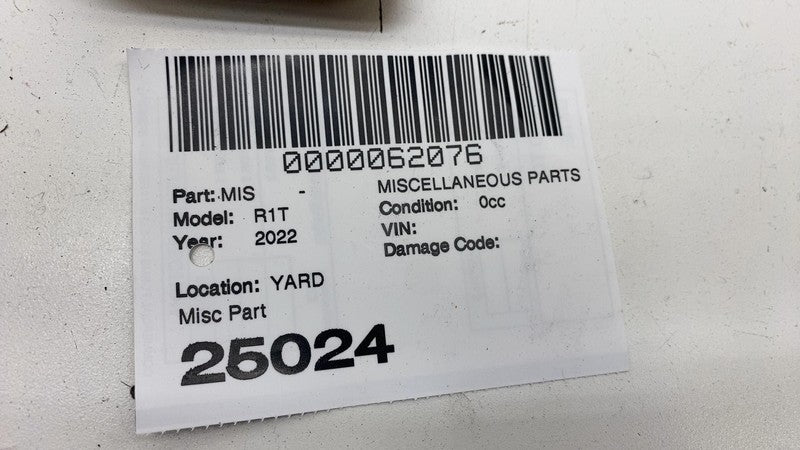 0000062076
Part: MIS - MISCELLANEOUS PARTS
Model: R1T Condition: 0cc
Year: 2022 VIN:
Damage Code:
Location: YARD
Misc Part
25024